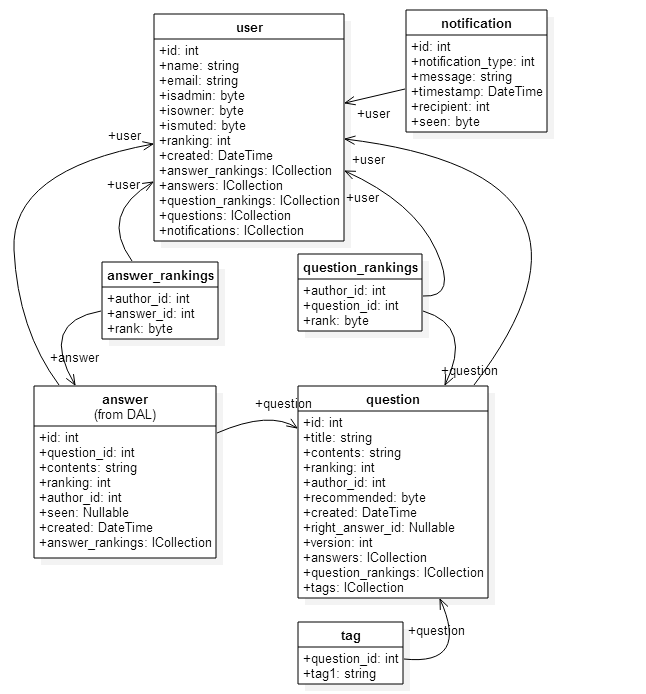 user
+id: int
+name: string
+email: string
+isadmin: byte
+isowner: byte
+ismuted: byte
+ranking: int
+created: DateTime
+answer_rankings: ICollection
+answers: ICollection
+question_rankings: ICollection
+questions: ICollection
+notifications: ICollection
notification
+id: int
+notification_type: int
+message: string
+timestamp: DateTime
+recipient: int
+seen: byte
+user
+user
+user
+user
+user
answer_rankings
+author_id: int
+answer_id: int
+rank: byte
question_rankings
+author_id: int
+question_id: int
+rank: byte
+answer
+question
answer
(from DAL)
+id: int
+question_id: int
+contents: string
+ranking: int
+author_id: int
+seen: Nullable
+created: DateTime
+answer_rankings: ICollection
+question
question
+id: int
+title: string
+contents: string
+ranking: int
+author_id: int
+recommended: byte
+created: DateTime
+right_answer_id: Nullable
+version: int
+answers: ICollection
+question_rankings: ICollection
+tags: ICollection
+question
tag
+question_id: int
+tag1: string